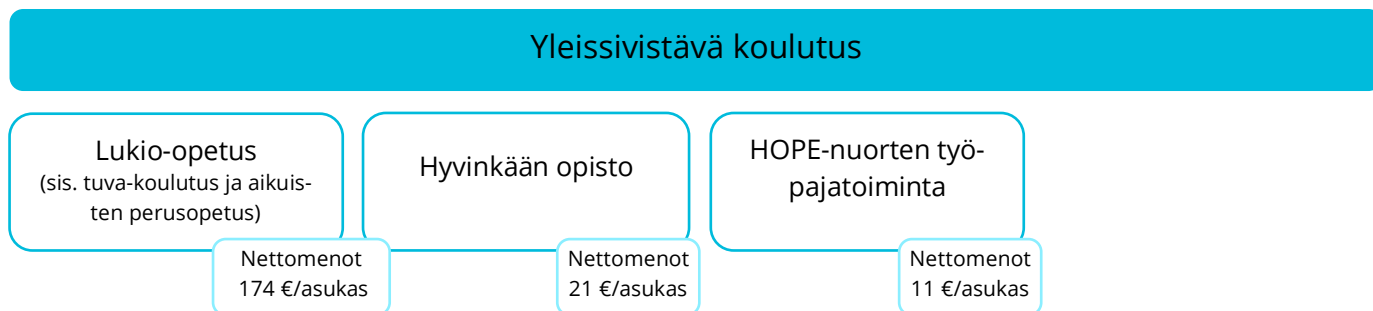 Yleissivistävä koulutus
Lukio-opetus
(sis. tuva-koulutus ja aikuis-
ten perusopetus)
Nettomenot
174 €/asukas
Hyvinkään opisto
Nettomenot
21 €/asukas
HOPE-nuorten työ-
pajatoiminta
Nettomenot
11 €/asukas